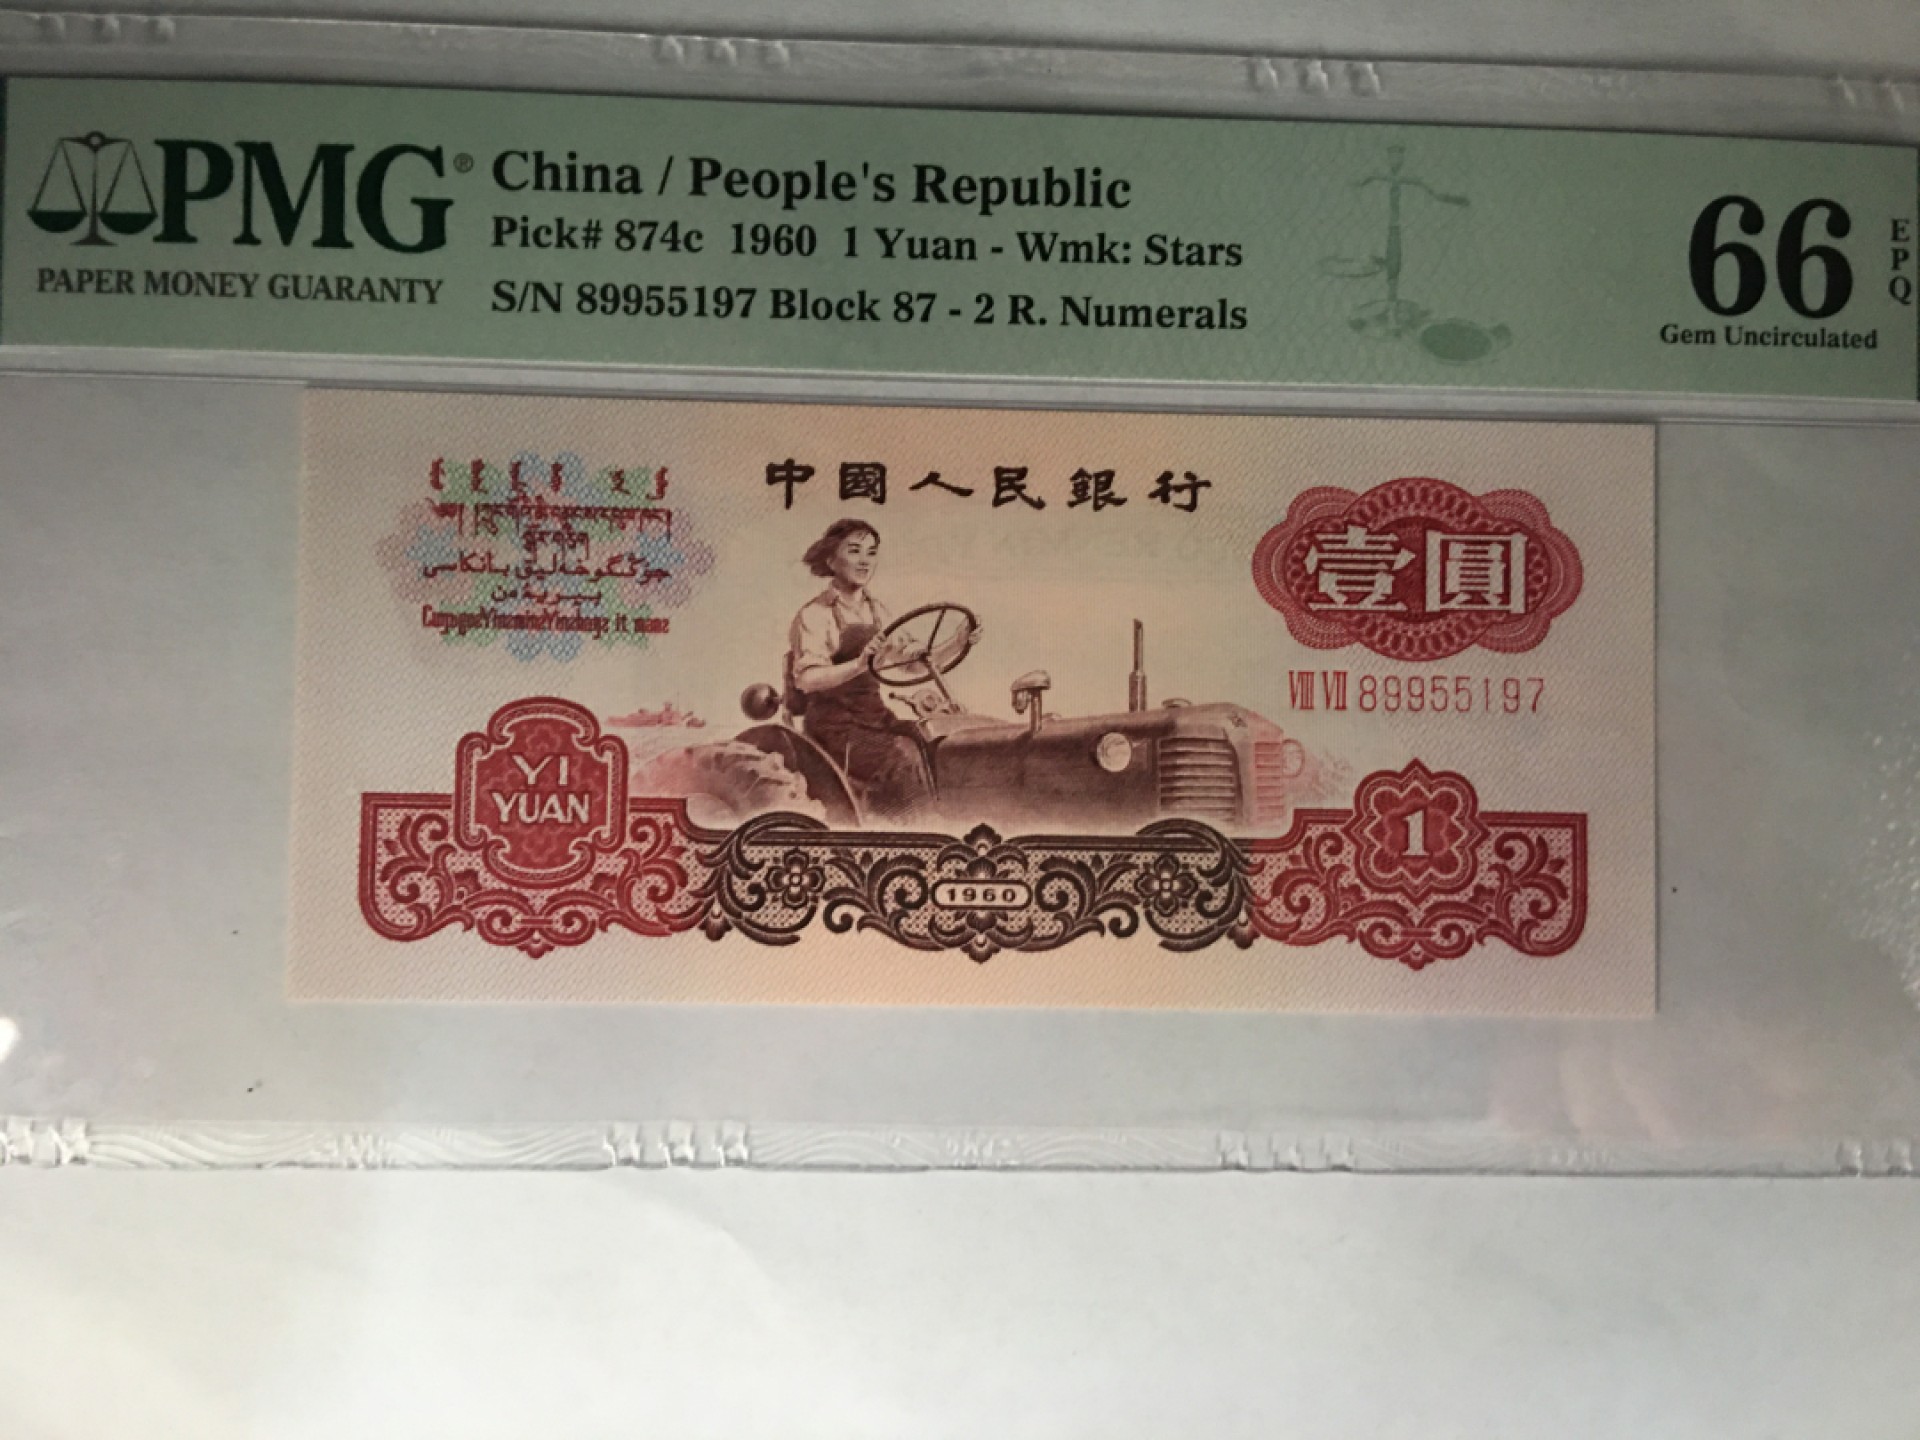 PMG®
PAPER MONEY GUARANTY
China / People's Republic
Pick# 874c 1960 1 Yuan - Wmk: Stars
S/N 89955197 Block 87 - 2 R. Numerals
66
EPQ
Gem Uncirculated
中國人民銀行
壹圓
VIII VII 89955197
YI
YUAN
1960
1